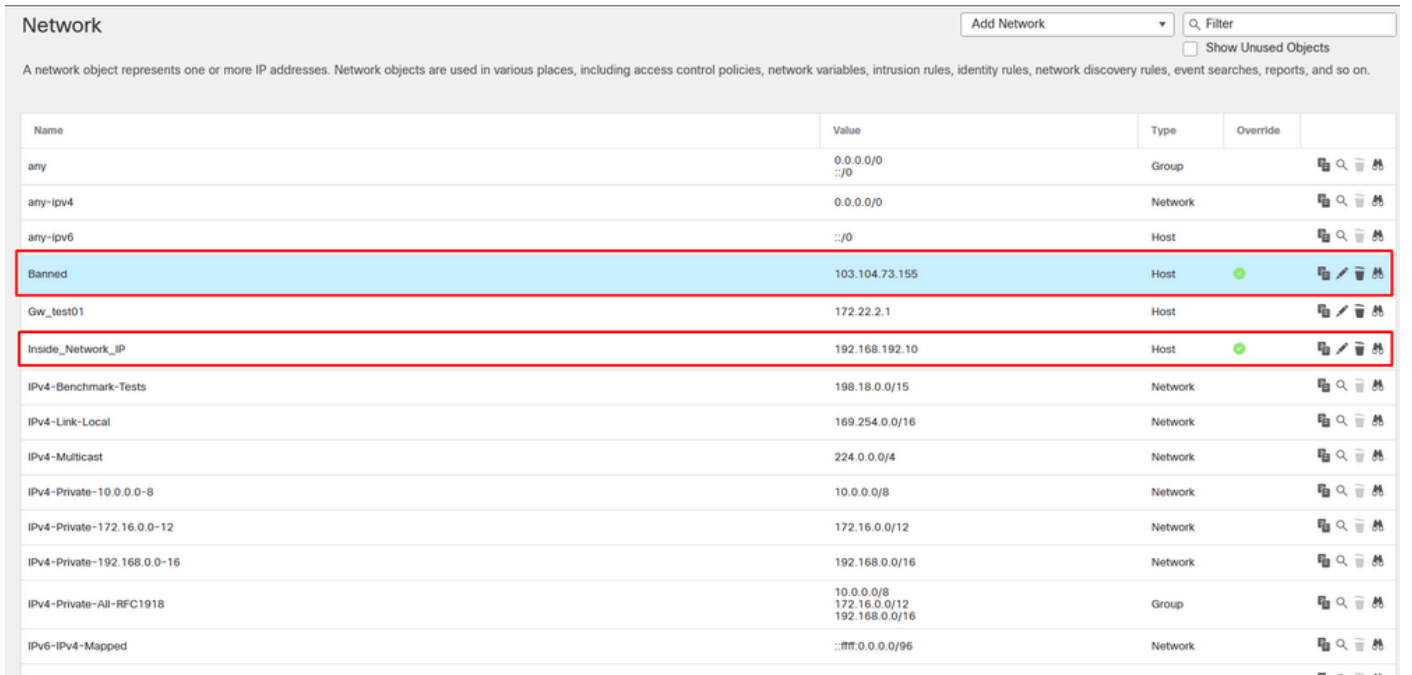 Network
Add Network
Filter
Show Unused Objects
A network object represents one or more IP addresses. Network objects are used in various places, including access control policies, network variables, intrusion rules, identity rules, network discovery rules, event searches, reports, and so on.
Name Value Type Override
any 0.0.0.0/0 Group
::/0
any-ipv4 0.0.0.0/0 Network
any-ipv6 ::/0 Host
Banned 103.104.73.155 Host
Gw_test01 172.22.2.1 Host
Inside_Network_IP 192.168.192.10 Host
IPv4-Benchmark-Tests 198.18.0.0/15 Network
IPv4-Link-Local 169.254.0.0/16 Network
IPv4-Multicast 224.0.0.0/4 Network
IPv4-Private-10.0.0.0-8 10.0.0.0/8 Network
IPv4-Private-172.16.0.0-12 172.16.0.0/12 Network
IPv4-Private-192.168.0.0-16 192.168.0.0/16 Network
10.0.0.0/8
IPv4-Private-All-RFC1918 172.16.0.0/12 Group
192.168.0.0/16
IPv6-IPv4-Mapped ::ffff:0.0.0.0/96 Network